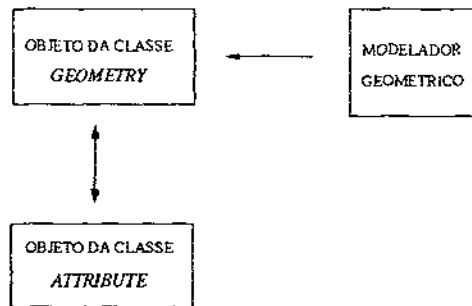 OBJETO DA CLASSE
GEOMETRY
MODELADOR
GEOMETRICO
OBJETO DA CLASSE
ATTRIBUTE